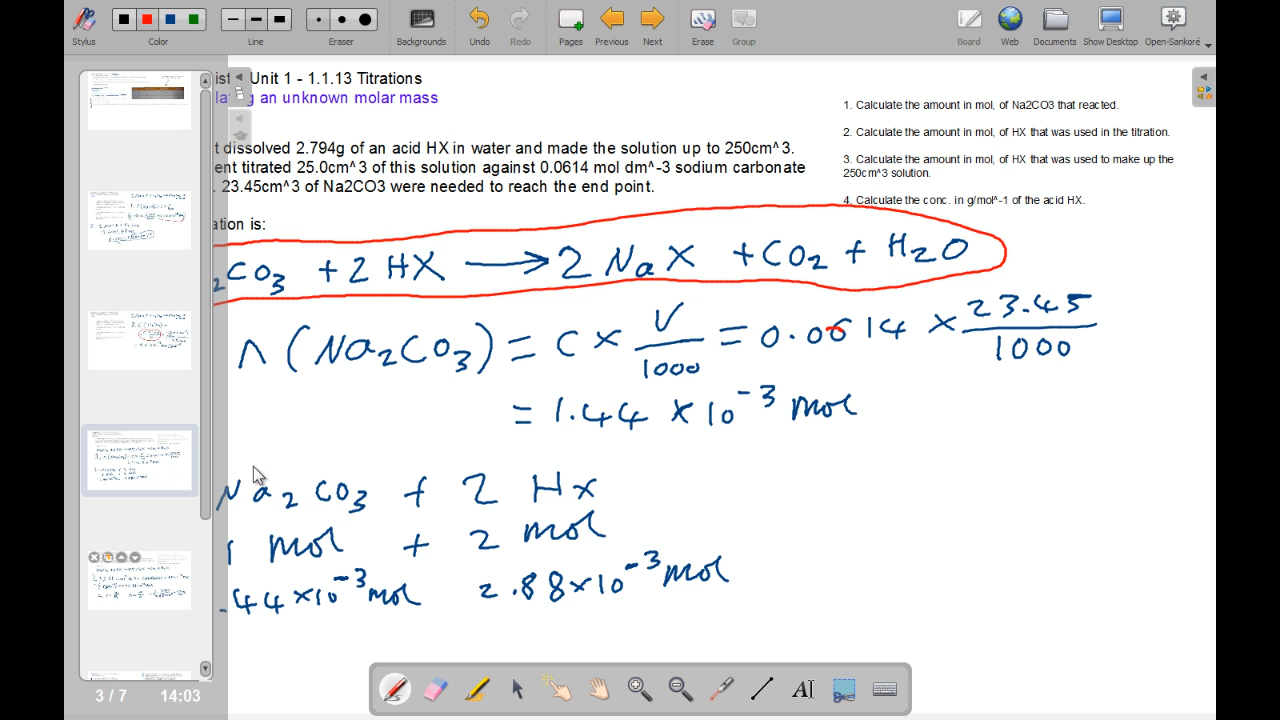 Stylus Color Line Eraser Backgrounds Undo Redo Pages Previous Next Erase Group Board Web Documents Show Desktop Open-Sankoré
Unit 1 - 1.1.13 Titrations
an unknown molar mass
dissolved 2.794g of an acid HX in water and made the solution up to 250cm^3.
titrated 25.0cm^3 of this solution against 0.0614 mol dm^-3 sodium carbonate
23.45cm^3 of Na2CO3 were needed to reach the end point.
is:
1. Calculate the amount in mol, of Na2CO3 that reacted.
2. Calculate the amount in mol, of HX that was used in the titration.
3. Calculate the amount in mol, of HX that was used to make up the
250cm^3 solution.
4. Calculate the conc. in g/mol^-1 of the acid HX.
₂CO₃ + 2 HX ⟶ 2 NaX + CO₂ + H₂O
n (Na₂CO₃) = C × V/1000 = 0.0614 × 23.45/1000
= 1.44 × 10⁻³ mol
Na₂CO₃ + 2 Hx
1 mol + 2 mol
.44×10⁻³ mol 2.88×10⁻³ mol
3 / 7 14:03
AI